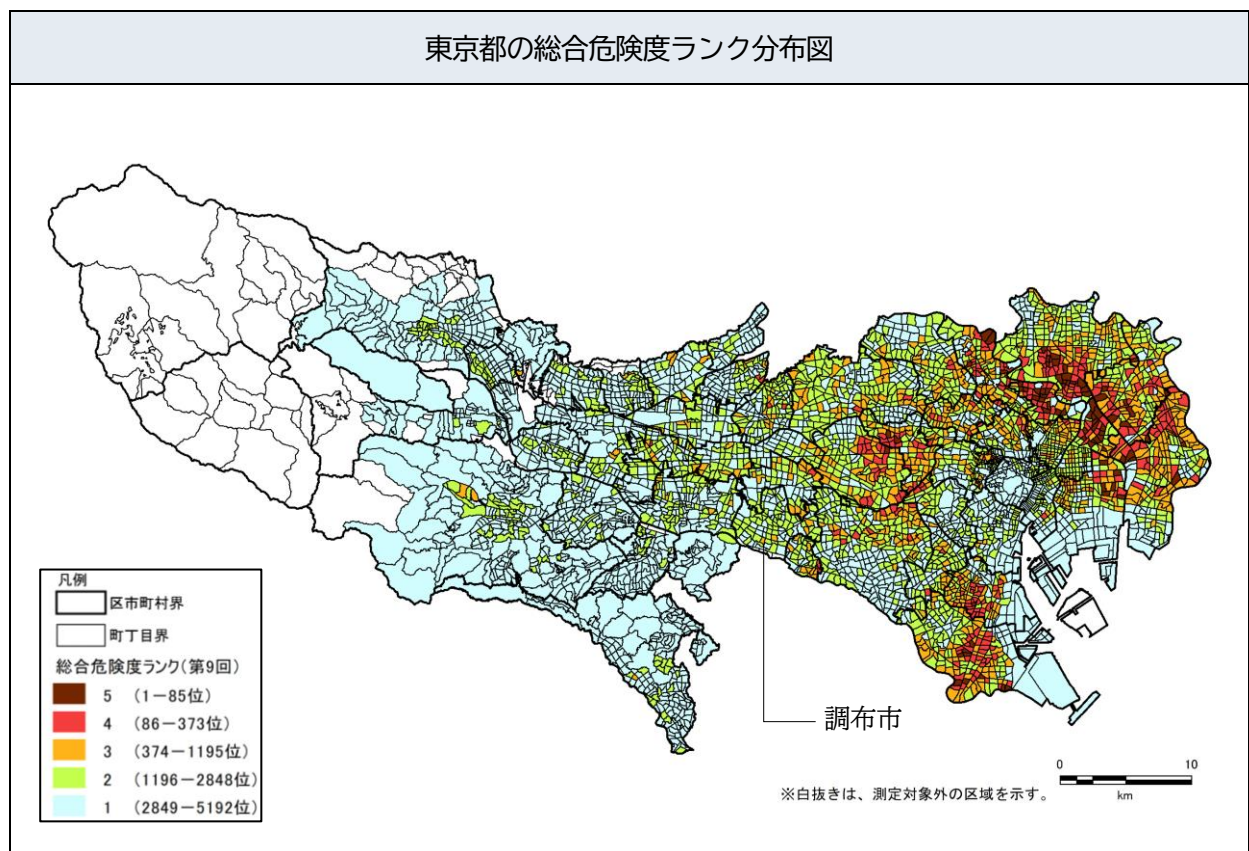 東京都の総合危険度ランク分布図
調布市
凡例
区市町村界
町丁目界
総合危険度ランク(第9回)
5 (1-85位)
4 (86-373位)
3 (374-1195位)
2 (1196-2848位)
1 (2849-5192位)
※白抜きは、測定対象外の区域を示す。
0 10
km